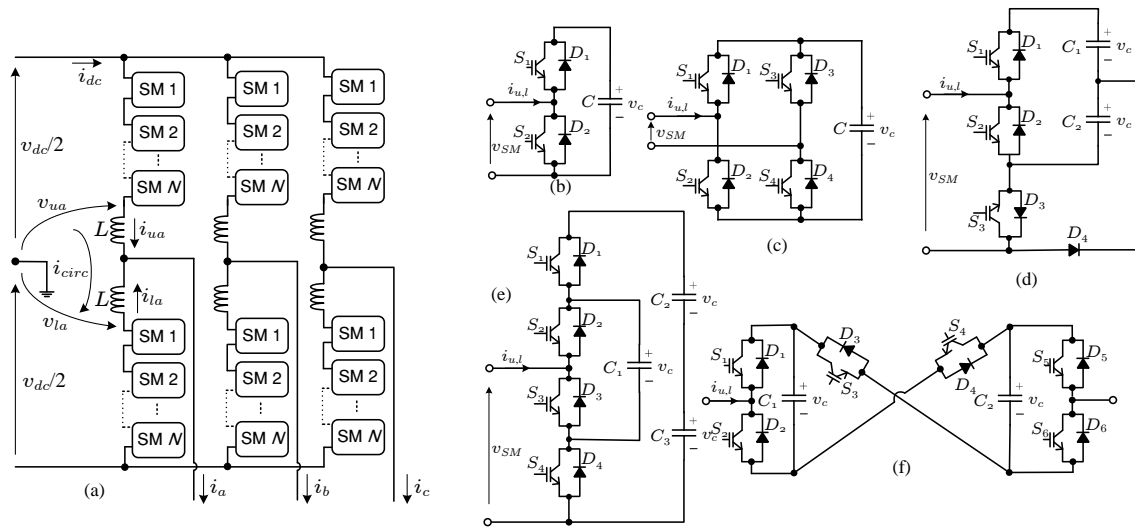 i_dc
v_dc/2
v_ua
L
i_ua
i_circ
L
i_la
v_la
v_dc/2
SM 1
SM 2
SM N
SM 1
SM 2
SM N
SM 1
SM 2
SM N
SM 1
SM 2
SM N
SM 1
SM 2
SM N
SM 1
SM 2
SM N
(a)
i_a
i_b
i_c
S_1
D_1
i_{u,l}
S_2
D_2
C
+
v_c
−
v_SM
(b)
S_1
D_1
S_3
D_3
i_{u,l}
v_SM
S_2
D_2
S_4
D_4
C
+
v_c
−
(c)
S_1
D_1
C_1
+
v_c
−
i_{u,l}
S_2
D_2
C_2
+
v_c
−
v_SM
S_3
D_3
D_4
(d)
(e)
S_1
D_1
S_2
D_2
C_1
+
v_c
−
i_{u,l}
S_3
D_3
S_4
D_4
v_SM
C_2
+
v_c
−
C_3
+
v_c
−
S_1
D_1
i_{u,l}
S_2
D_2
C_1
+
v_c
−
D_3
S_3
S_4
D_4
C_2
+
v_c
−
S_5
D_5
S_6
D_6
(f)